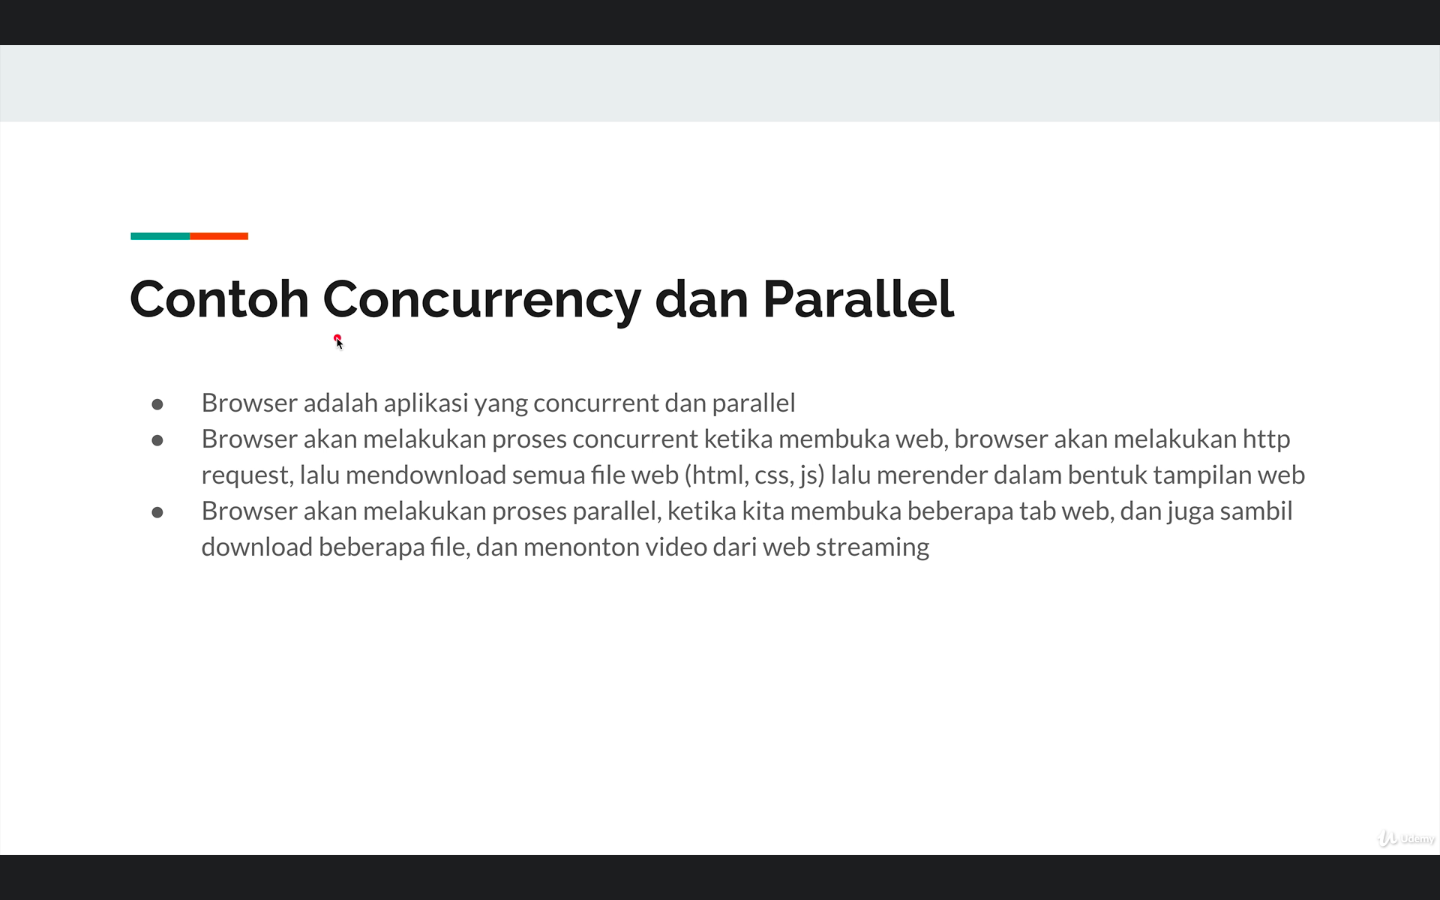 Contoh Concurrency dan Parallel
● Browser adalah aplikasi yang concurrent dan parallel
● Browser akan melakukan proses concurrent ketika membuka web, browser akan melakukan http
request, lalu mendownload semua file web (html, css, js) lalu merender dalam bentuk tampilan web
● Browser akan melakukan proses parallel, ketika kita membuka beberapa tab web, dan juga sambil
download beberapa file, dan menonton video dari web streaming
Udemy